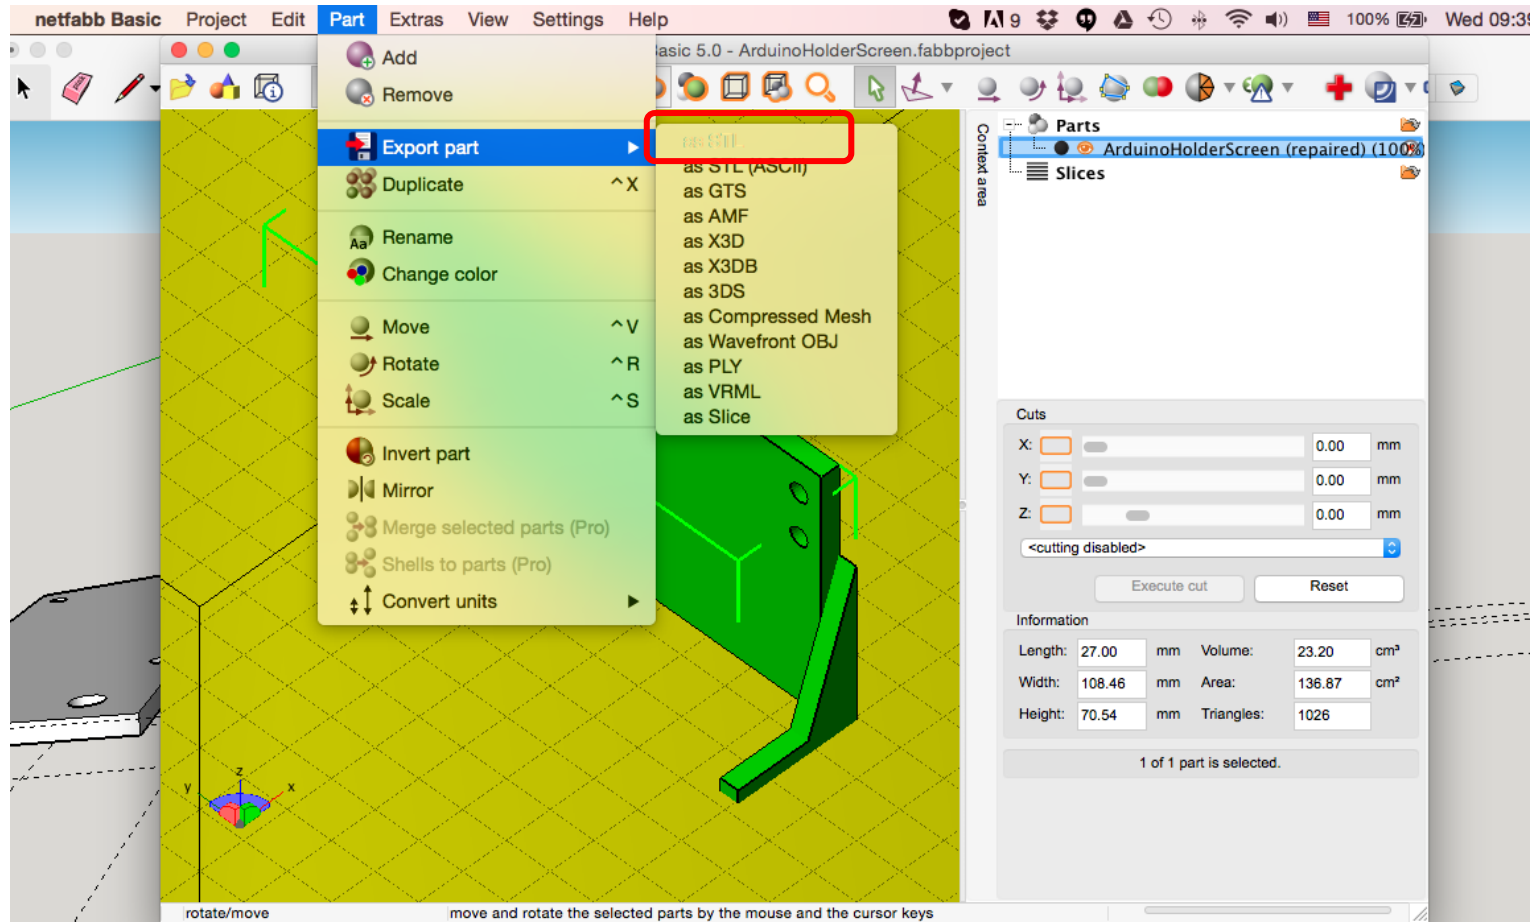 netfabb Basic Project Edit Part Extras View Settings Help 9 100% Wed 09:39
asic 5.0 - ArduinoHolderScreen.fabbproject
Add
Remove
Export part
Duplicate ^X
Rename
Aa
Change color
Move ^V
Rotate ^R
Scale ^S
Invert part
Mirror
Merge selected parts (Pro)
Shells to parts (Pro)
Convert units
as STL
as STL (ASCII)
as GTS
as AMF
as X3D
as X3DB
as 3DS
as Compressed Mesh
as Wavefront OBJ
as PLY
as VRML
as Slice
Context area
Parts
ArduinoHolderScreen (repaired) (100%)
Slices
Cuts
X: 0.00 mm
Y: 0.00 mm
Z: 0.00 mm
<cutting disabled>
Execute cut Reset
Information
Length: 27.00 mm Volume: 23.20 cm³
Width: 108.46 mm Area: 136.87 cm²
Height: 70.54 mm Triangles: 1026
1 of 1 part is selected.
z
y x
rotate/move move and rotate the selected parts by the mouse and the cursor keys